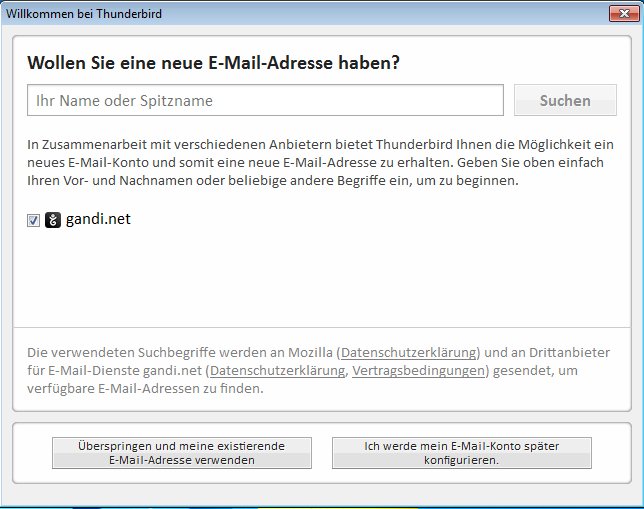 Willkommen bei Thunderbird
Wollen Sie eine neue E-Mail-Adresse haben?
Ihr Name oder Spitzname
Suchen
In Zusammenarbeit mit verschiedenen Anbietern bietet Thunderbird Ihnen die Möglichkeit ein
neues E-Mail-Konto und somit eine neue E-Mail-Adresse zu erhalten. Geben Sie oben einfach
Ihren Vor- und Nachnamen oder beliebige andere Begriffe ein, um zu beginnen.
gandi.net
Die verwendeten Suchbegriffe werden an Mozilla (Datenschutzerklärung) und an Drittanbieter
für E-Mail-Dienste gandi.net (Datenschutzerklärung, Vertragsbedingungen) gesendet, um
verfügbare E-Mail-Adressen zu finden.
Überspringen und meine existierende
E-Mail-Adresse verwenden
Ich werde mein E-Mail-Konto später
konfigurieren.